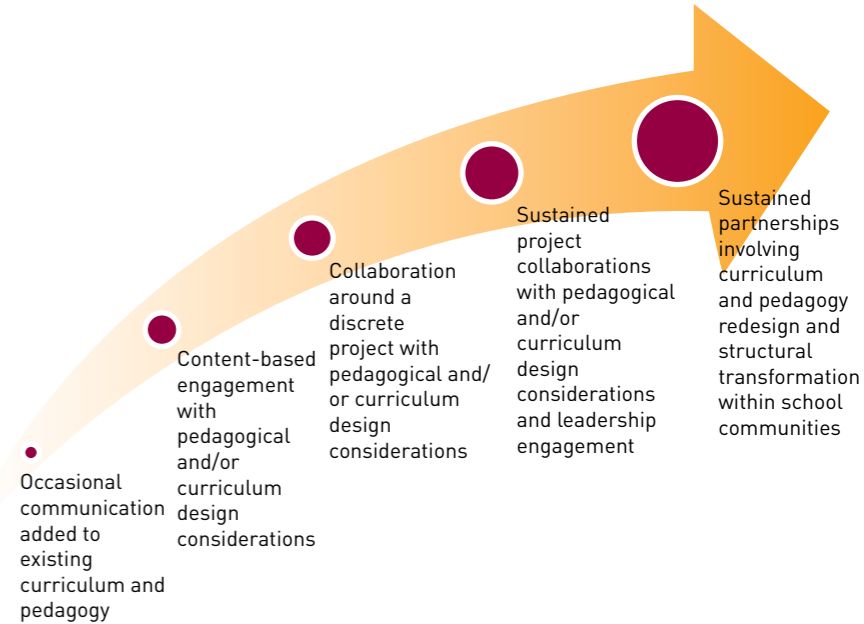 Occasional
communication
added to
existing
curriculum and
pedagogy
Content-based
engagement
with
pedagogical
and/or
curriculum
design
considerations
Collaboration
around a
discrete
project with
pedagogical and/
or curriculum
design
considerations
Sustained
project
collaborations
with pedagogical
and/or
curriculum
design
considerations
and leadership
engagement
Sustained
partnerships
involving
curriculum
and pedagogy
redesign and
structural
transformation
within school
communities